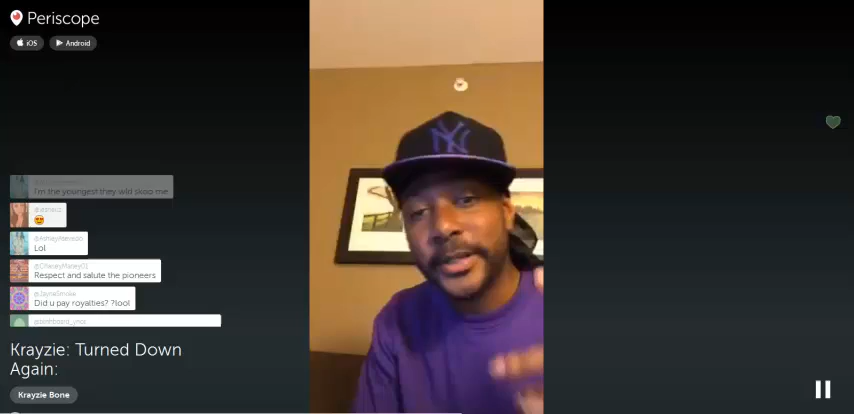 Periscope
iOS
Android
I'm the youngest they wld skoo me
Lol
Respect and salute the pioneers
Did u pay royalties? ?lool
Krayzie: Turned Down
Again:
Krayzie Bone
NY